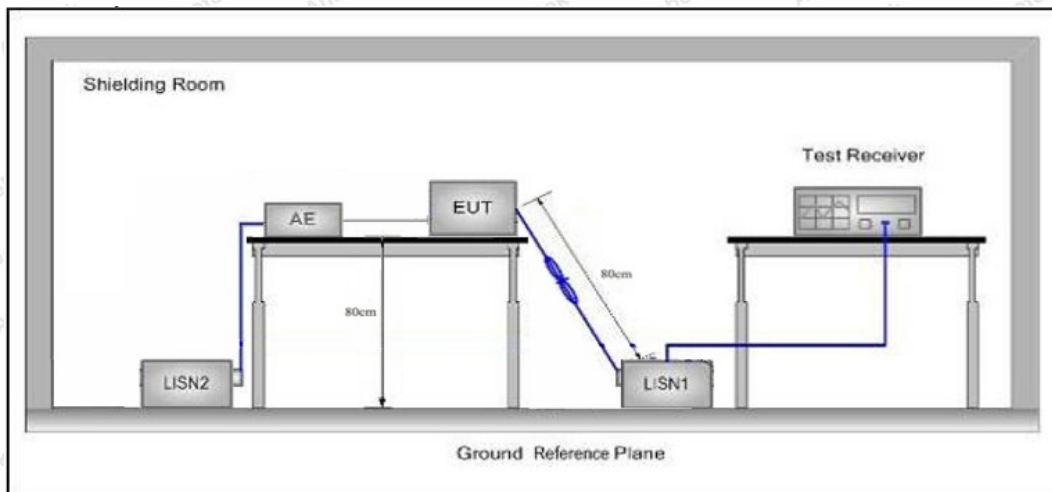 Shielding Room
Test Receiver
AE
EUT
80cm
80cm
LISN2
LISN1
Ground Reference Plane